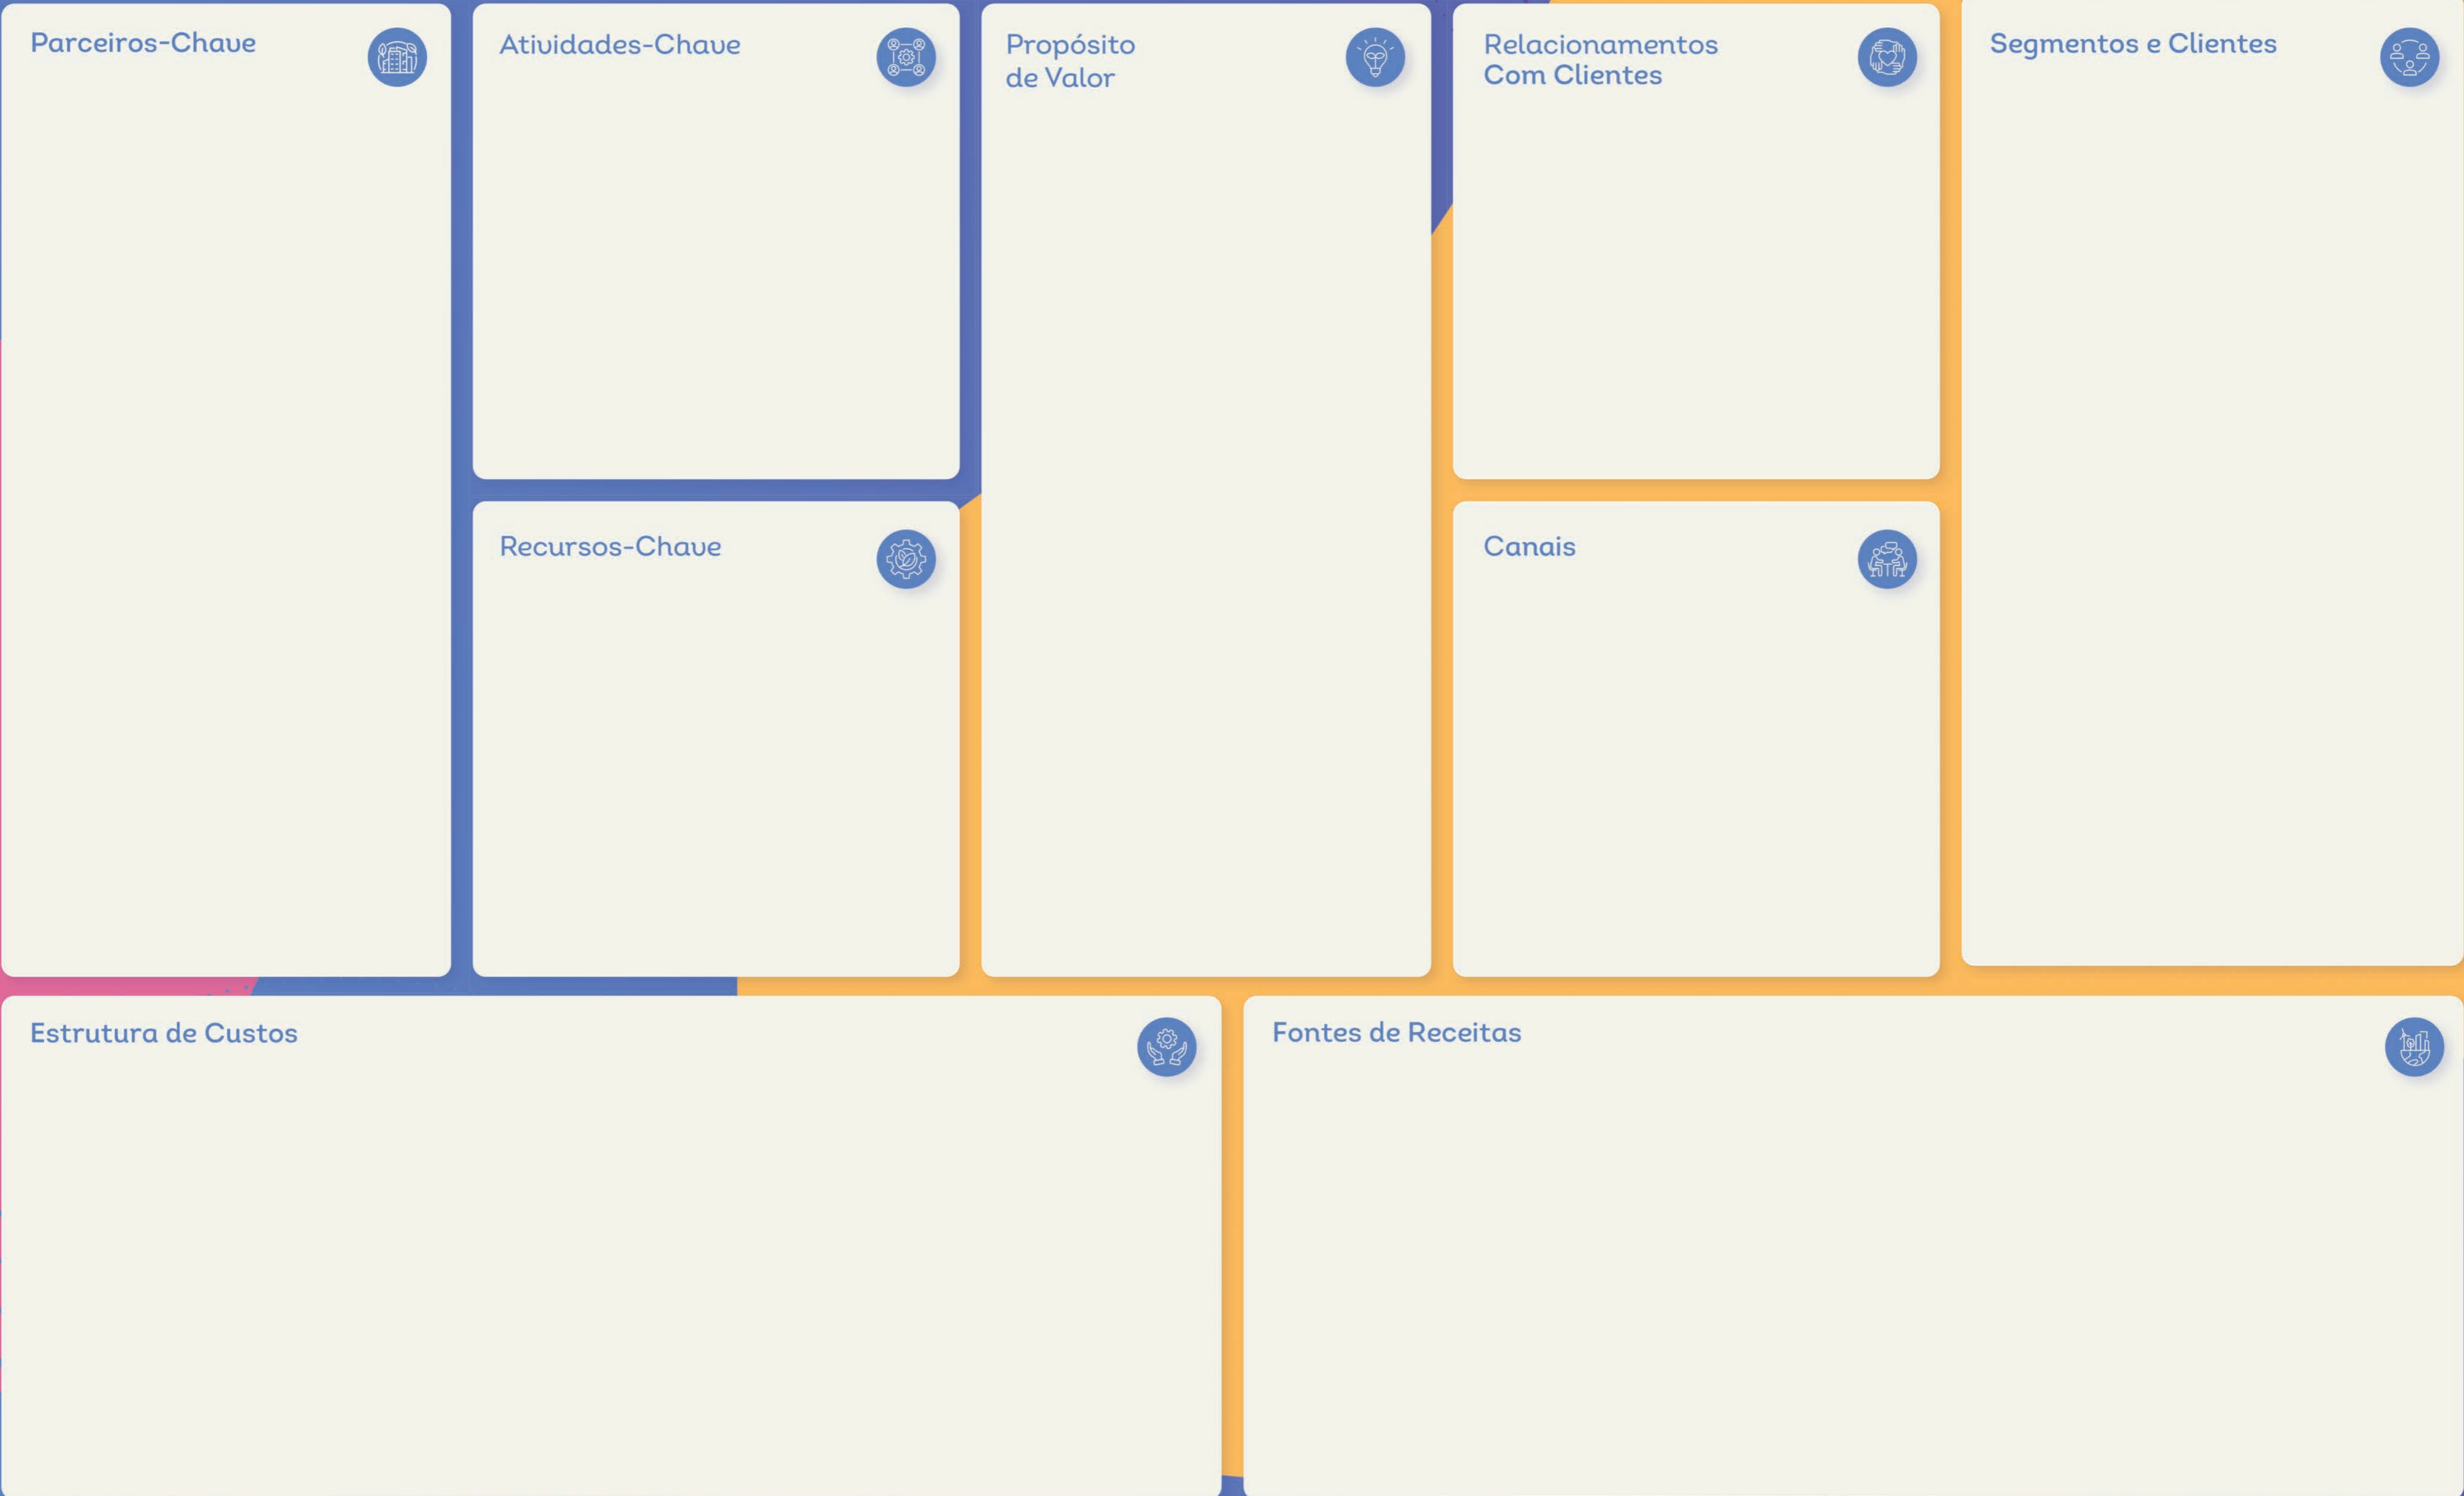 Parceiros-Chave
Atividades-Chave
Propósito
de Valor
Relacionamentos
Com Clientes
Segmentos e Clientes
Recursos-Chave
Canais
Estrutura de Custos
Fontes de Receitas